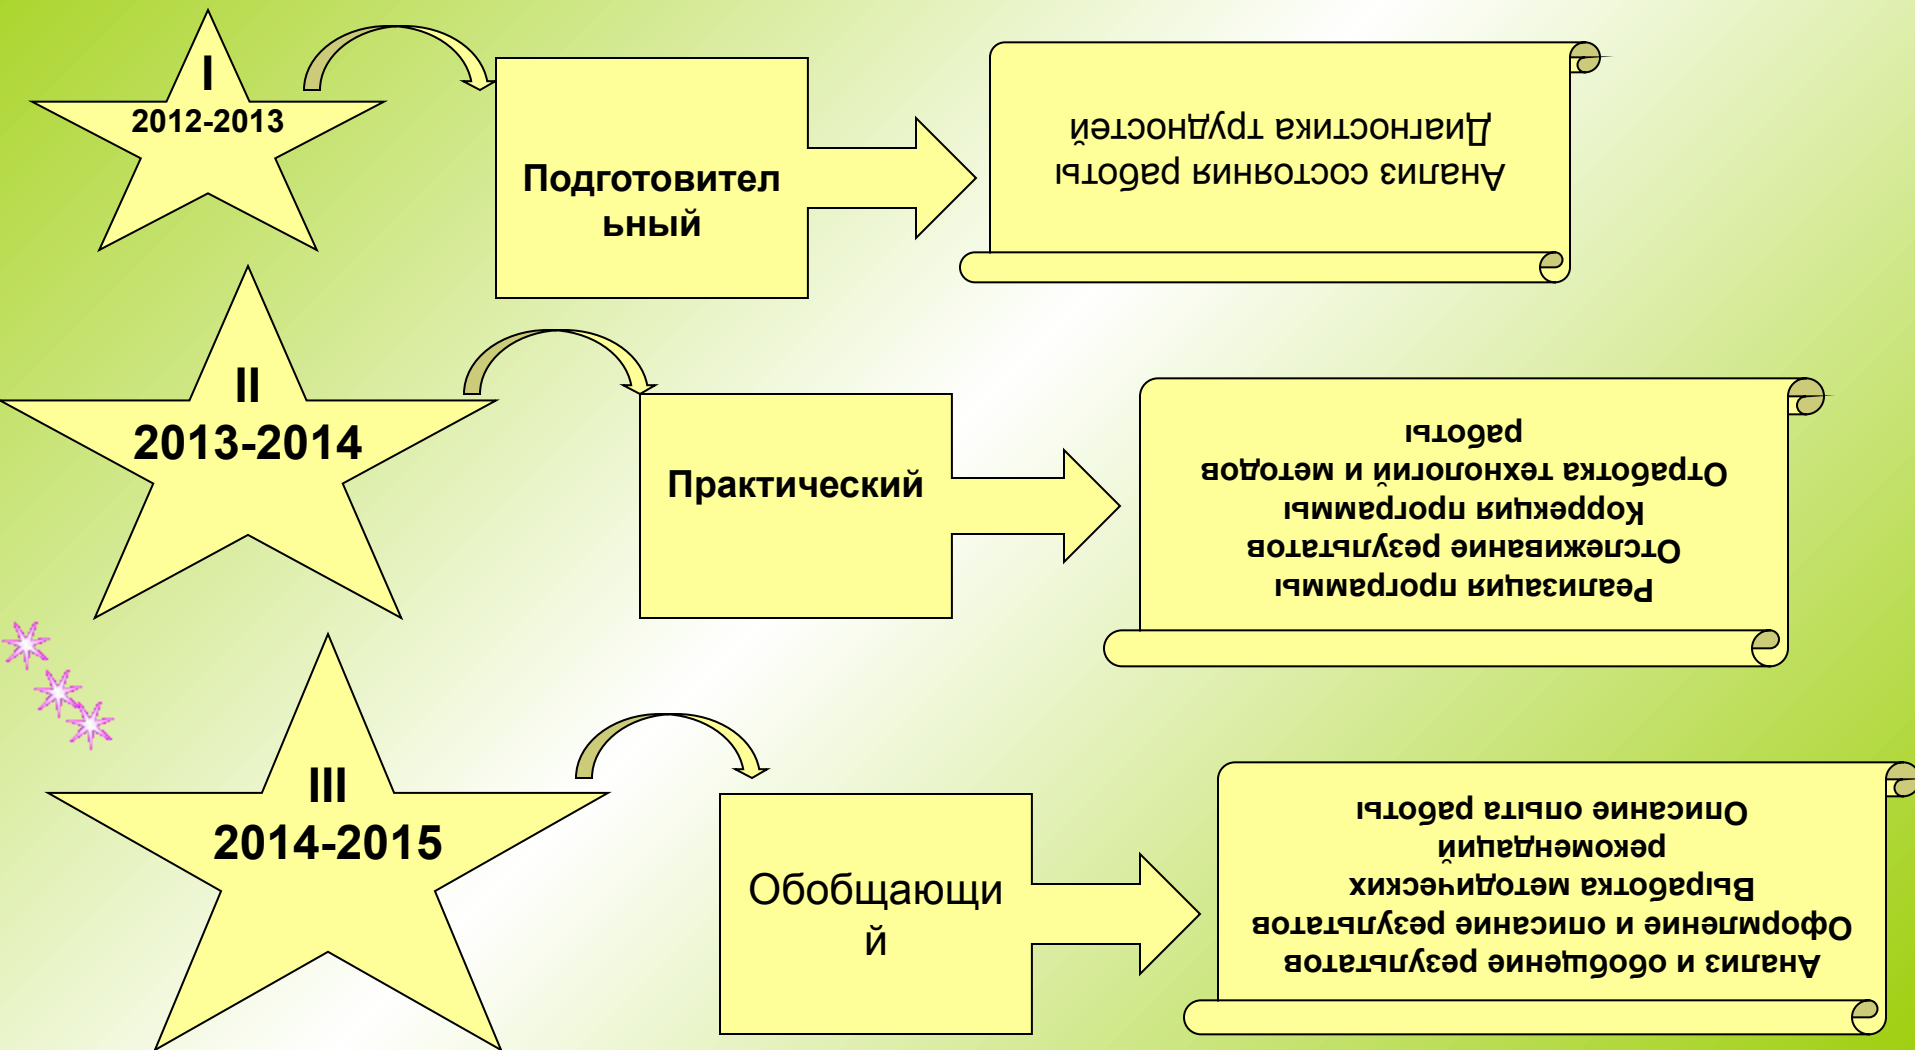 I
2012-2013
Подготовител
ьный
Анализ состояния работы
Диагностика трудностей
II
2013-2014
Практический
Реализация программы
Отслеживание результатов
Коррекция программы
Отработка технологий и методов
работы
III
2014-2015
Обобщающи
й
Анализ и обобщение результатов
Оформление и описание результатов
Выработка методических
рекомендаций
Описание опыта работы